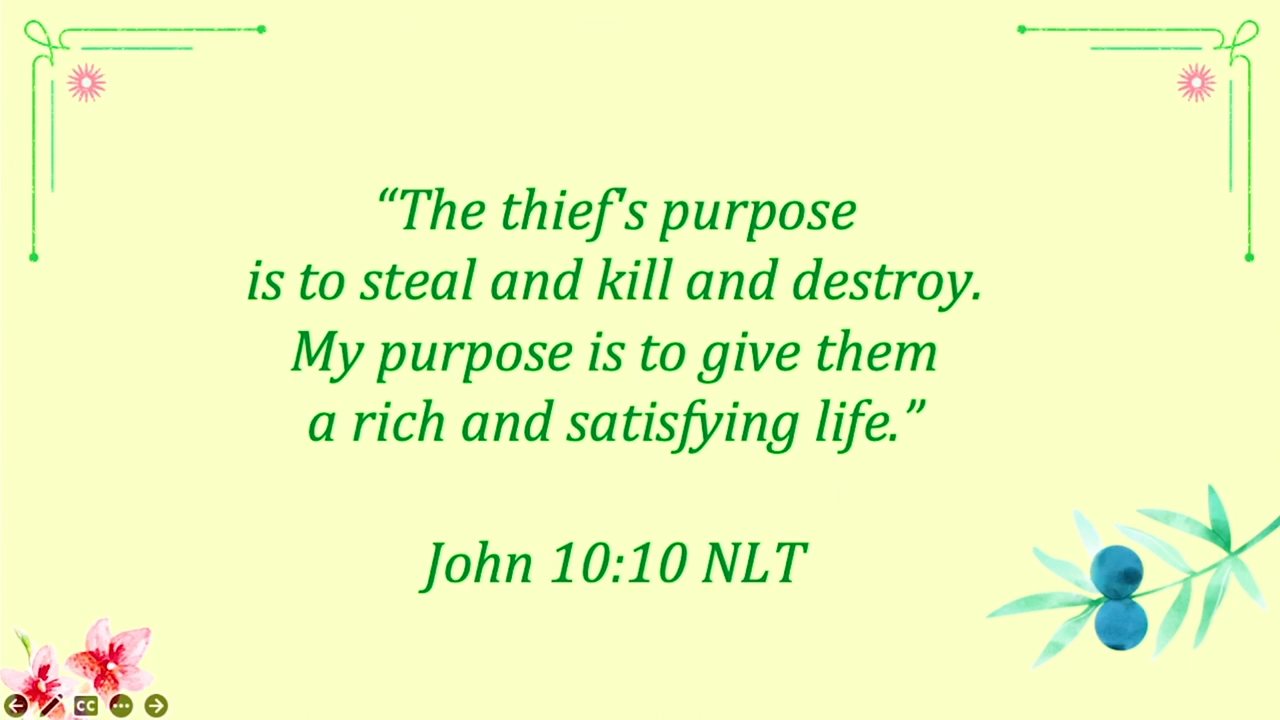 “The thief's purpose
is to steal and kill and destroy.
My purpose is to give them
a rich and satisfying life.”
John 10:10 NLT
CC